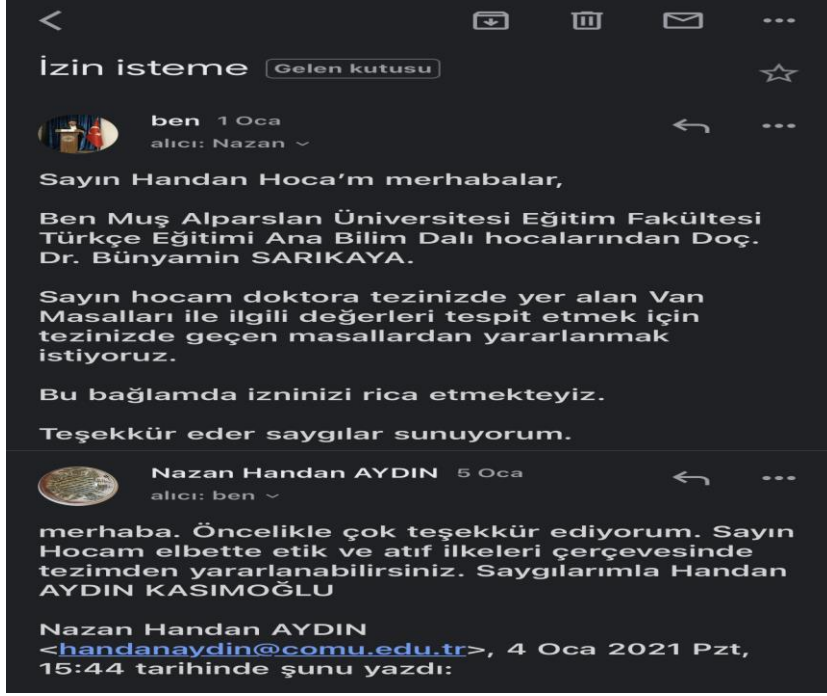 İzin isteme Gelen kutusu
ben 1 Oca
alıcı: Nazan
Sayın Handan Hoca'm merhabalar,
Ben Muş Alparslan Üniversitesi Eğitim Fakültesi
Türkçe Eğitimi Ana Bilim Dalı hocalarından Doç.
Dr. Bünyamin SARIKAYA.
Sayın hocam doktora tezinizde yer alan Van
Masalları ile ilgili değerleri tespit etmek için
tezinizde geçen masallardan yararlanmak
istiyoruz.
Bu bağlamda izninizi rica etmekteyiz.
Teşekkür eder saygılar sunuyorum.
Nazan Handan AYDIN 5 Oca
alıcı: ben
merhaba. Öncelikle çok teşekkür ediyorum. Sayın
Hocam elbette etik ve atıf ilkeleri çerçevesinde
tezimden yararlanabilirsiniz. Saygılarımla Handan
AYDIN KASIMOĞLU
Nazan Handan AYDIN
<handanaydin@comu.edu.tr>, 4 Oca 2021 Pzt,
15:44 tarihinde şunu yazdı: